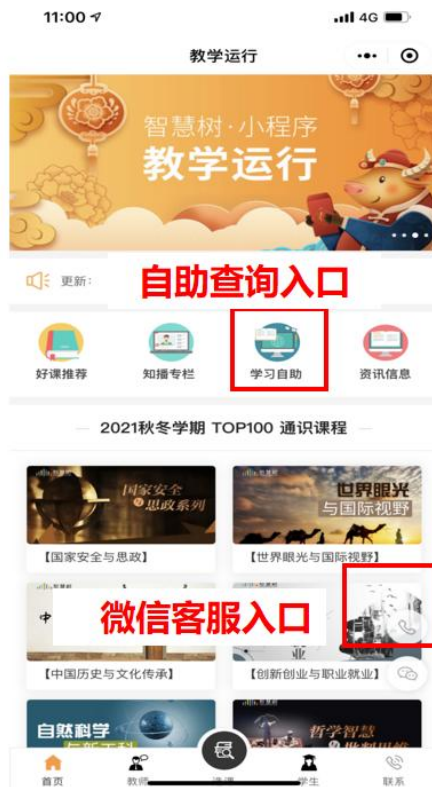 11:00
4G
教学运行
智慧树·小程序
教学运行
更新:
自助查询入口
好课推荐
知播专栏
学习自助
资讯信息
2021秋冬学期 TOP100 通识课程
国家安全
与思政系列
世界眼光
与国际视野
【国家安全与思政】
【世界眼光与国际视野】
中
微信客服入口
业
【中国历史与文化传承】
【创新创业与职业就业】
自然科学
哲学智慧
首页
教师
学生
联系